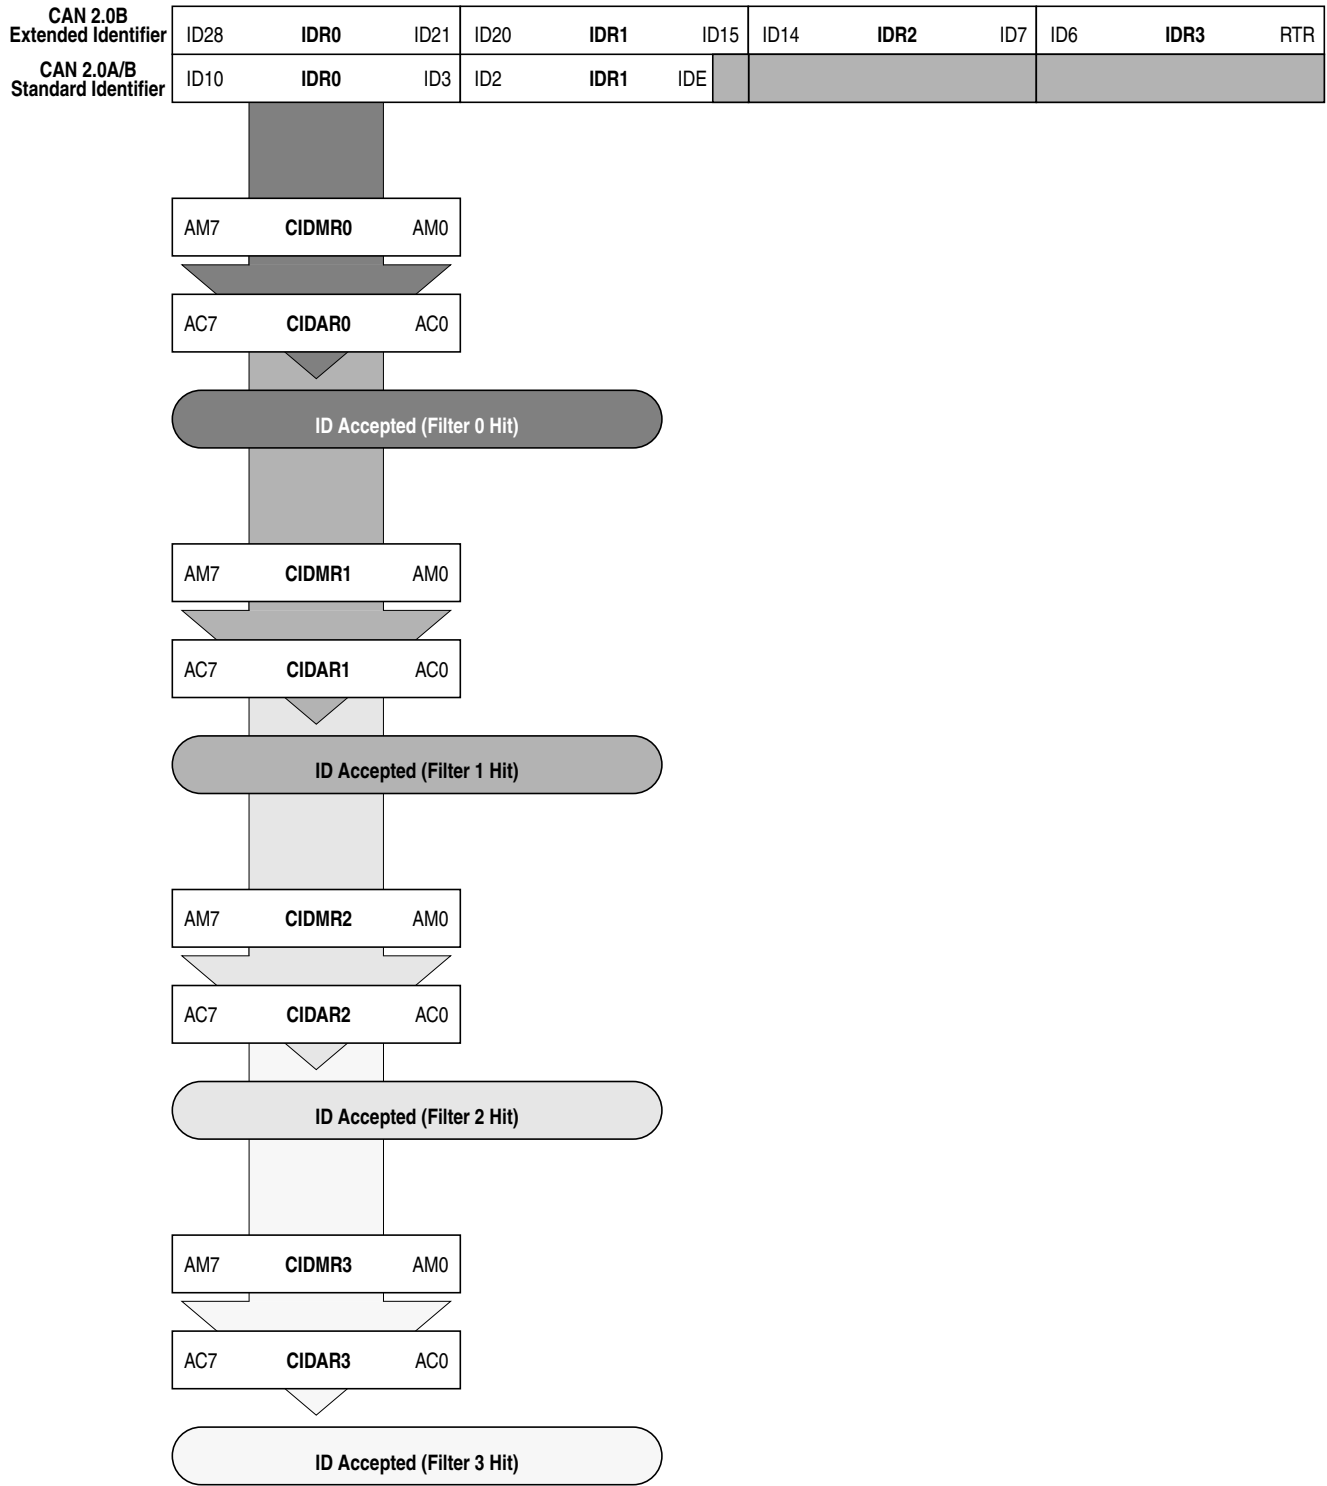 CAN 2.0B
Extended Identifier
ID28 IDR0 ID21 ID20 IDR1 ID15 ID14 IDR2 ID7 ID6 IDR3 RTR
CAN 2.0A/B
Standard Identifier
ID10 IDR0 ID3 ID2 IDR1 IDE
AM7 CIDMR0 AM0
AC7 CIDAR0 AC0
ID Accepted (Filter 0 Hit)
AM7 CIDMR1 AM0
AC7 CIDAR1 AC0
ID Accepted (Filter 1 Hit)
AM7 CIDMR2 AM0
AC7 CIDAR2 AC0
ID Accepted (Filter 2 Hit)
AM7 CIDMR3 AM0
AC7 CIDAR3 AC0
ID Accepted (Filter 3 Hit)